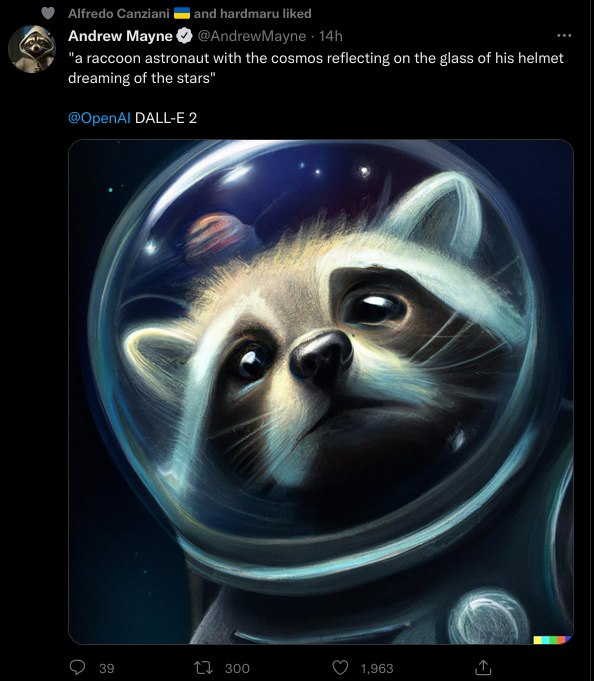 Alfredo Canziani 🇺🇦 and hardmaru liked
Andrew Mayne @AndrewMayne · 14h
"a raccoon astronaut with the cosmos reflecting on the glass of his helmet
dreaming of the stars"
@OpenAI DALL-E 2
39 300 1,963